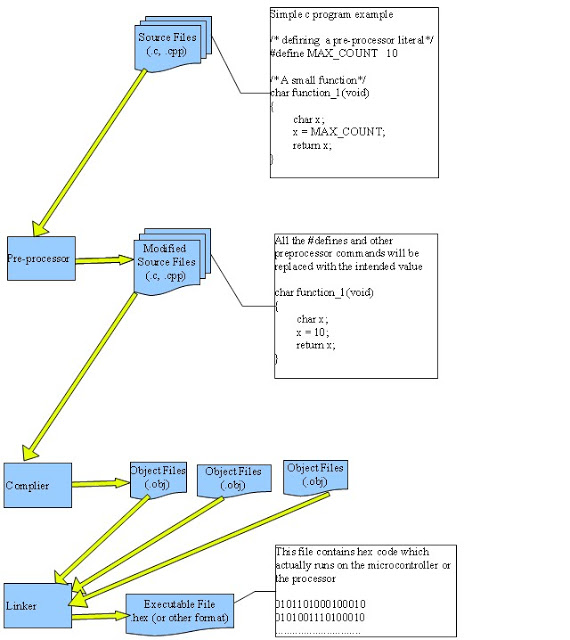 Source Files
(.c, .cpp)
Simple c program example
/* defining a pre-processor literal*/
#define MAX_COUNT 10
/*A small function*/
char function_1(void)
{
char x;
x = MAX_COUNT;
return x;
}
Pre-processor
Modified
Source Files
(.c, .cpp)
All the #defines and other
preprocessor commands will be
replaced with the intended value
char function_1(void)
{
char x;
x = 10;
return x;
}
Complier
Object Files
(.obj)
Object Files
(.obj)
Object Files
(.obj)
Linker
Executable File
.hex (or other format)
This file contains hex code which
actually runs on the microcontroller or
the processor
0101101000100010
0101001110100010
..............................